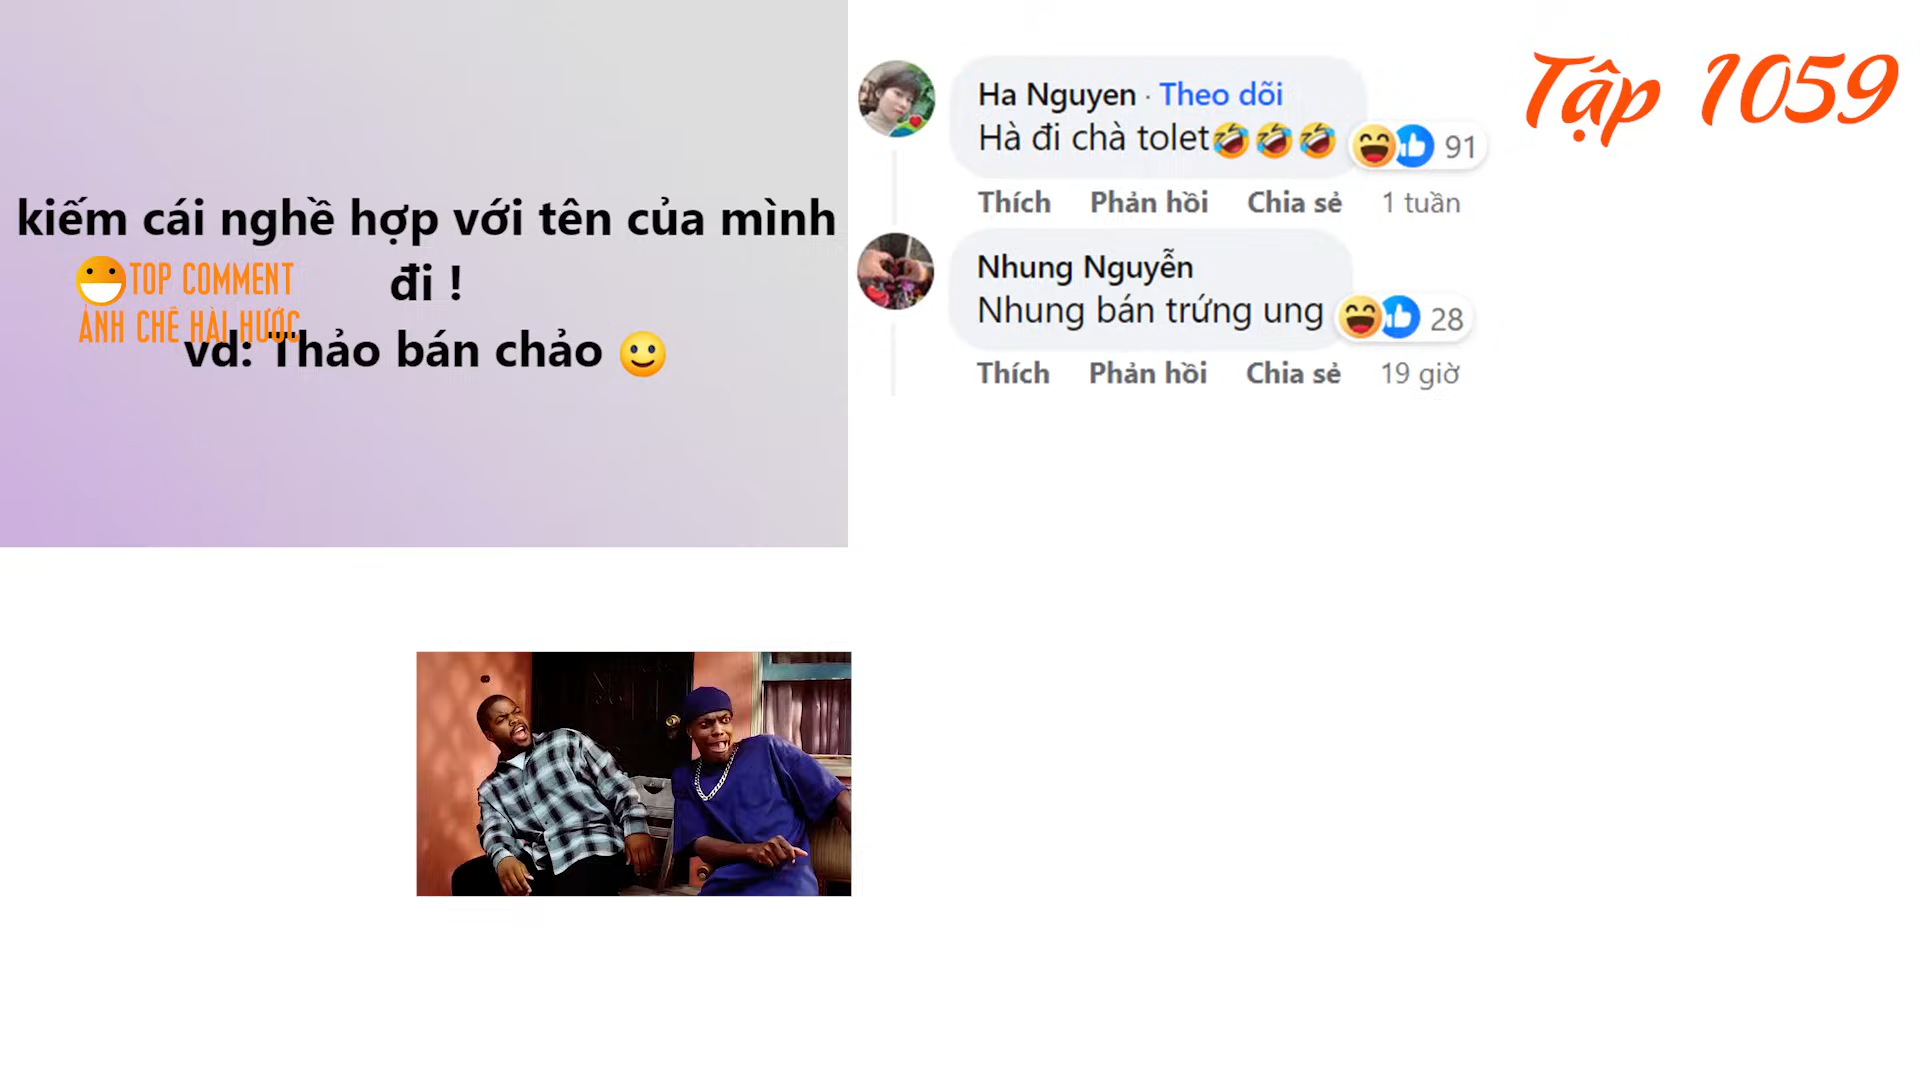 kiếm cái nghề hợp với tên của mình
đi !
vd: Thảo bán chảo 🙂
TOP COMMENT
ẢNH CHẾ HÀI HƯỚC
Ha Nguyen · Theo dõi
Hà đi chà tolet🤣🤣🤣
91
Thích Phản hồi Chia sẻ 1 tuần
Nhung Nguyễn
Nhung bán trứng ung
28
Thích Phản hồi Chia sẻ 19 giờ
Tập 1059